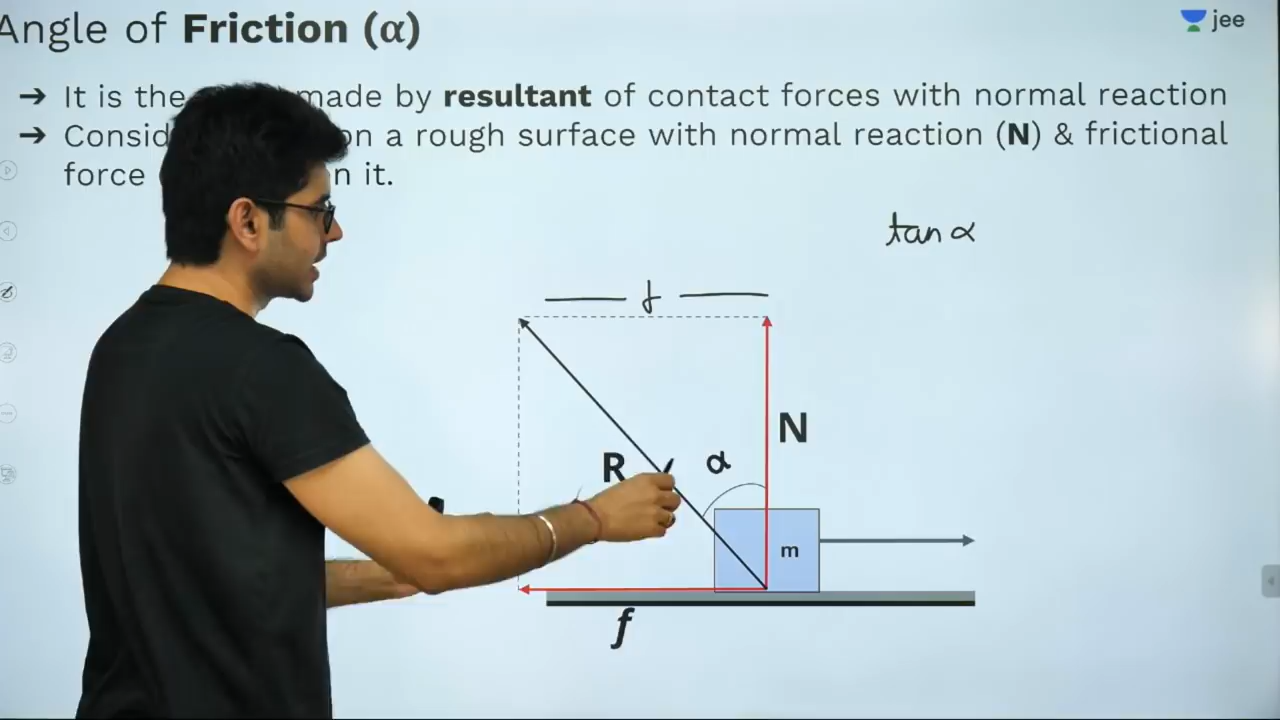 Angle of Friction (α)
jee
→ It is the made by resultant of contact forces with normal reaction
→ Consid on a rough surface with normal reaction (N) & frictional
force n it.
tan α
f
N
R
α
m
f